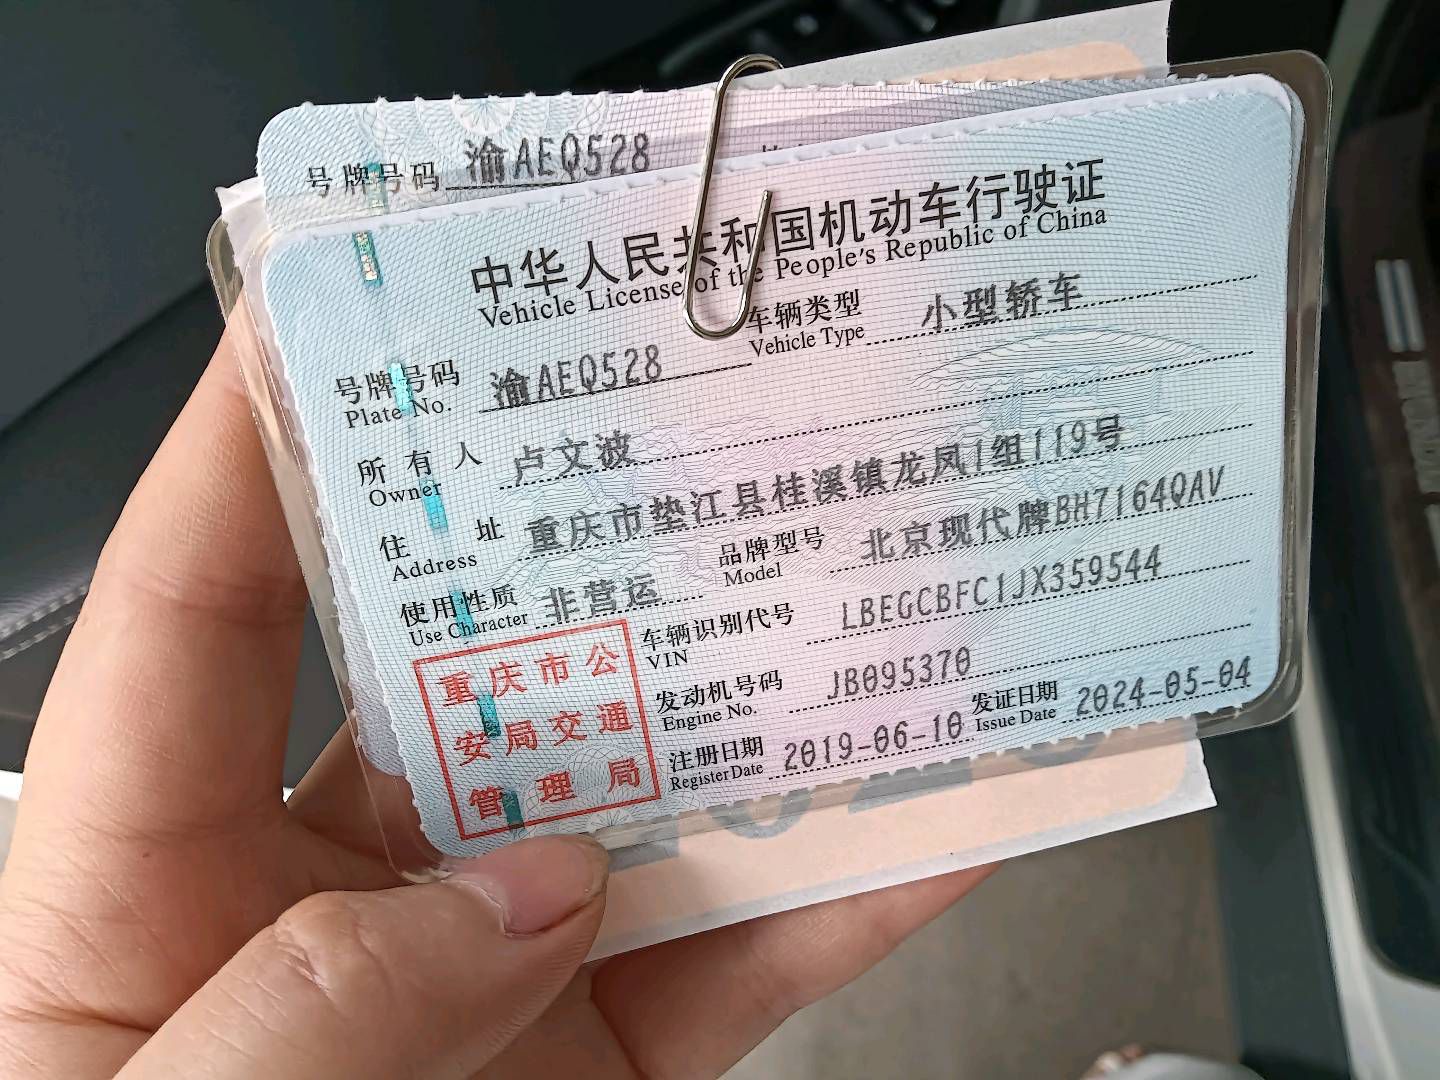 号牌号码 渝AEQ528
中华人民共和国机动车行驶证
Vehicle License of the People's Republic of China
号牌号码 渝AEQ528 车辆类型 小型轿车
Plate No. Vehicle Type
所有人 卢文波
Owner
住址 重庆市垫江县桂溪镇龙凤1组119号
Address
使用性质 非营运 品牌型号 北京现代牌BH7164QAV
Use Character Model
车辆识别代号 LBEGCBFC1JX359544
VIN
重庆市公
安局交通
管理局
发动机号码 JB095370 发证日期 2024-05-04
Engine No. Issue Date
注册日期 2019-06-10
Register Date